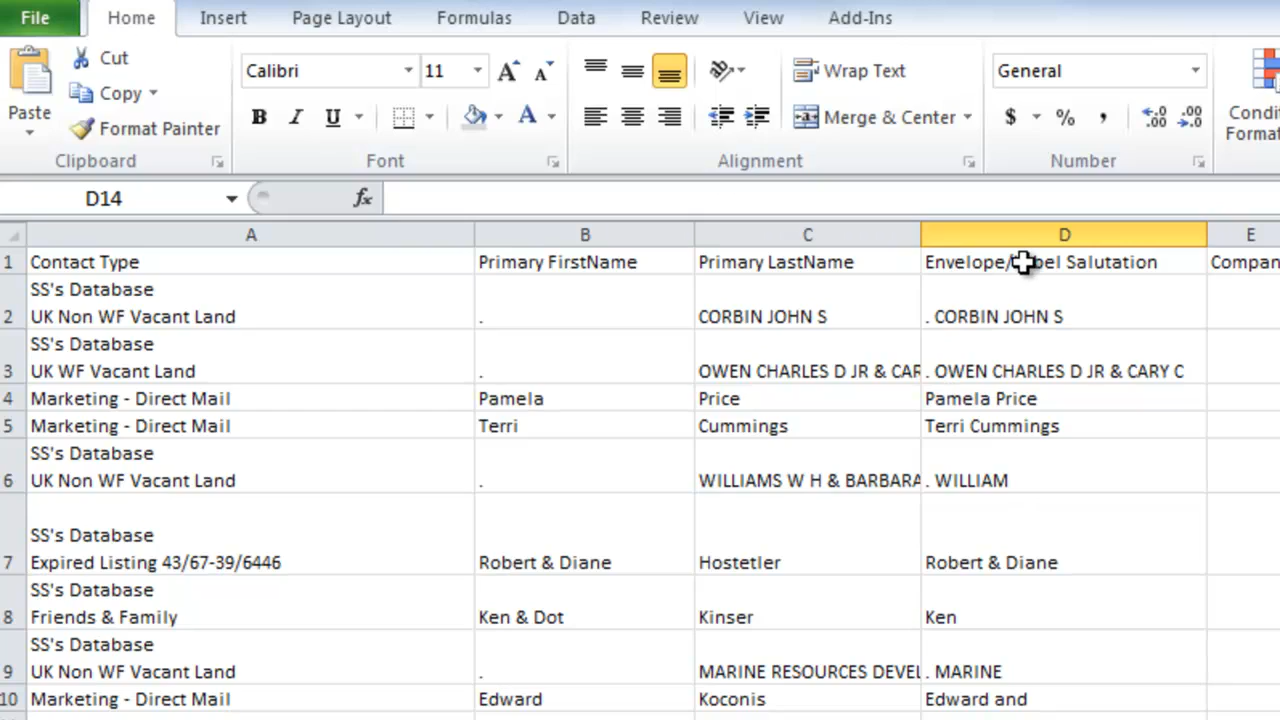 File Home Insert Page Layout Formulas Data Review View Add-Ins
Cut
Calibri 11 A A Wrap Text General
Copy
Paste B I U A Merge & Center $ % , .00 .00
Format Painter
Clipboard Font Alignment Number
D14 fx
A B C D E
1 Contact Type Primary FirstName Primary LastName Salutation
SS's Database
2 UK Non WF Vacant Land . CORBIN JOHN S . CORBIN JOHN S
SS's Database
3 UK WF Vacant Land . OWEN CHARLES D JR & CAR . OWEN CHARLES D JR & CARY C
4 Marketing - Direct Mail Pamela Price Pamela Price
5 Marketing - Direct Mail Terri Cummings Terri Cummings
SS's Database
6 UK Non WF Vacant Land . WILLIAMS W H & BARBARA . WILLIAM
SS's Database
7 Expired Listing 43/67-39/6446 Robert & Diane Hostetler Robert & Diane
SS's Database
8 Friends & Family Ken & Dot Kinser Ken
SS's Database
9 UK Non WF Vacant Land . MARINE RESOURCES DEVEL . MARINE
10 Marketing - Direct Mail Edward Koconis Edward and